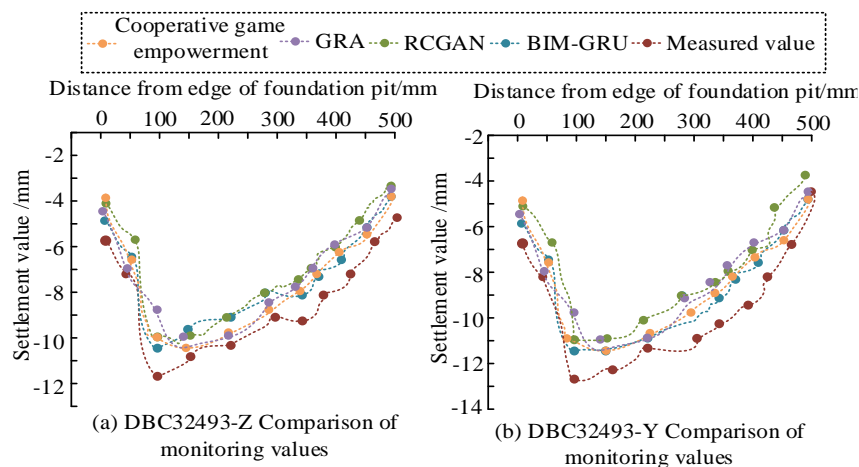 Cooperative game
empowerment
GRA
RCGAN
BIM-GRU
Measured value
Distance from edge of foundation pit/mm
0 100 200 300 400 500
Settlement value /mm
-2
-4
-6
-8
-10
-12
(a) DBC32493-Z Comparison of
monitoring values
Distance from edge of foundation pit/mm
0 100 200 300 400 500
Settlement value /mm
-2
-4
-6
-8
-10
-12
-14
(b) DBC32493-Y Comparison of
monitoring values